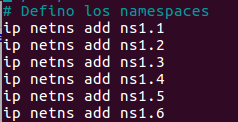 # Defino los namespaces
ip netns add ns1.1
ip netns add ns1.2
ip netns add ns1.3
ip netns add ns1.4
ip netns add ns1.5
ip netns add ns1.6